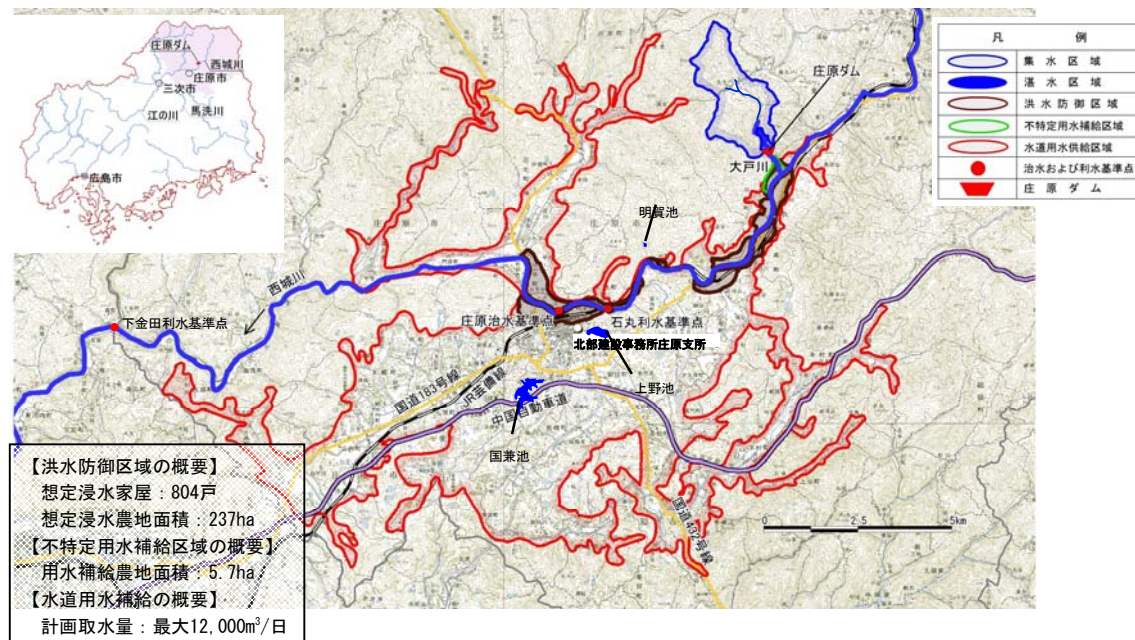 庄原ダム
西城川
庄原市
三次市
馬洗川
江の川
広島市
凡 例
集水区域
湛水区域
洪水防御区域
不特定用水補給区域
水道用水供給区域
治水および利水基準点
庄原ダム
庄原ダム
大戸川
明賀池
西城川
下金田利水基準点
庄原治水基準点
石丸利水基準点
北部建設事務所庄原支所
上野池
国道183号線
JR芸備線
中国自動車道
国兼池
国道432号線
0 2.5 5km
【洪水防御区域の概要】
想定浸水家屋：804戸
想定浸水農地面積：237ha
【不特定用水補給区域の概要】
用水補給農地面積：5.7ha
【水道用水補給の概要】
計画取水量：最大12,000m³/日